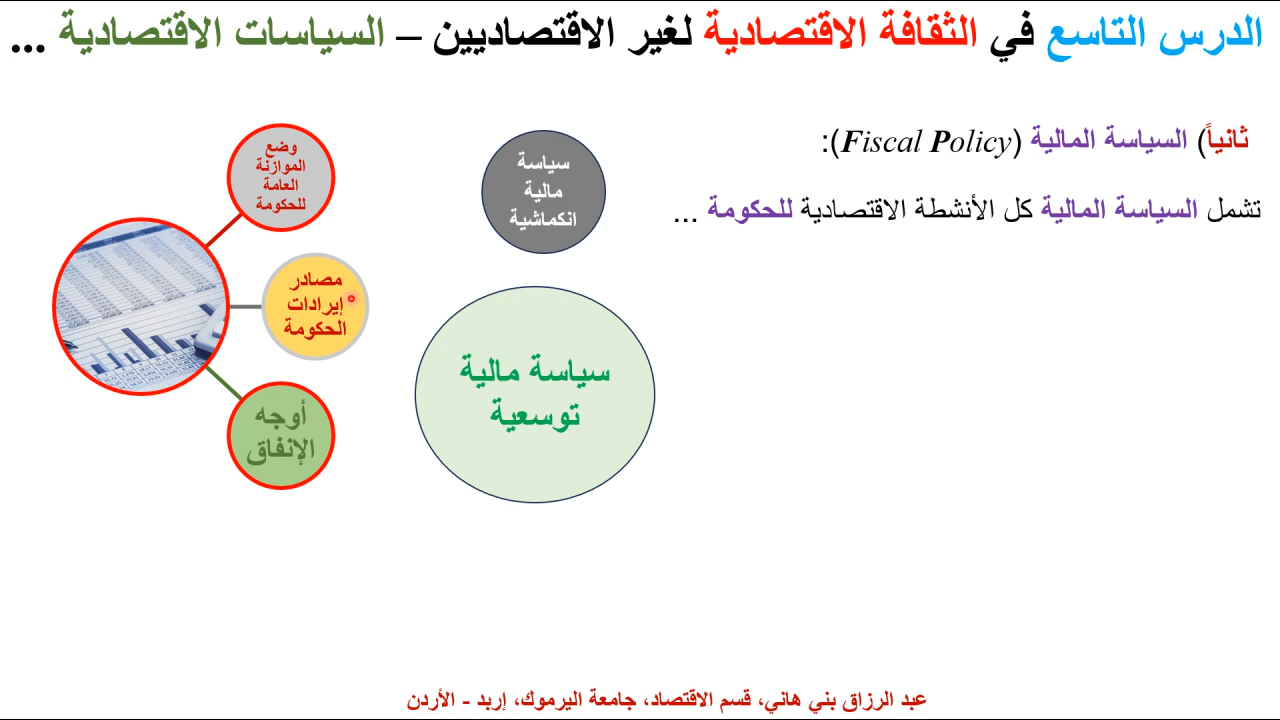 الدرس التاسع في الثقافة الاقتصادية لغير الاقتصاديين – السياسات الاقتصادية ...
ثانياً) السياسة المالية (Fiscal Policy):
تشمل السياسة المالية كل الأنشطة الاقتصادية للحكومة ...
سياسة
مالية
انكماشية
سياسة مالية
توسعية
وضع
الموازنة
العامة
للحكومة
مصادر
إيرادات
الحكومة
أوجه
الإنفاق
عبد الرزاق بني هاني، قسم الاقتصاد، جامعة اليرموك، إربد - الأردن